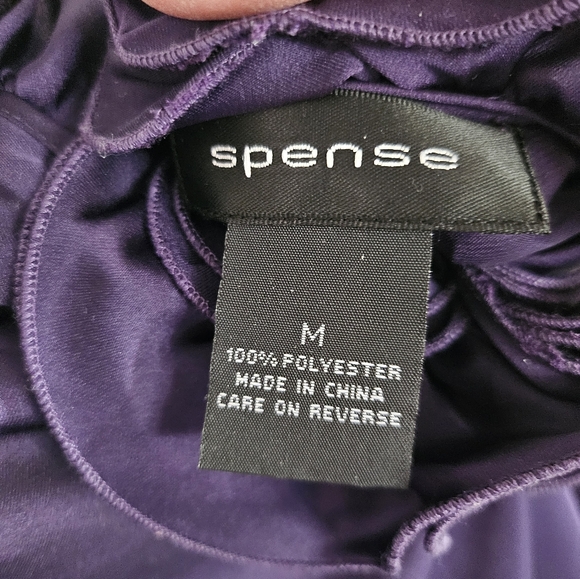 spense
M
100% POLYESTER
MADE IN CHINA
CARE ON REVERSE